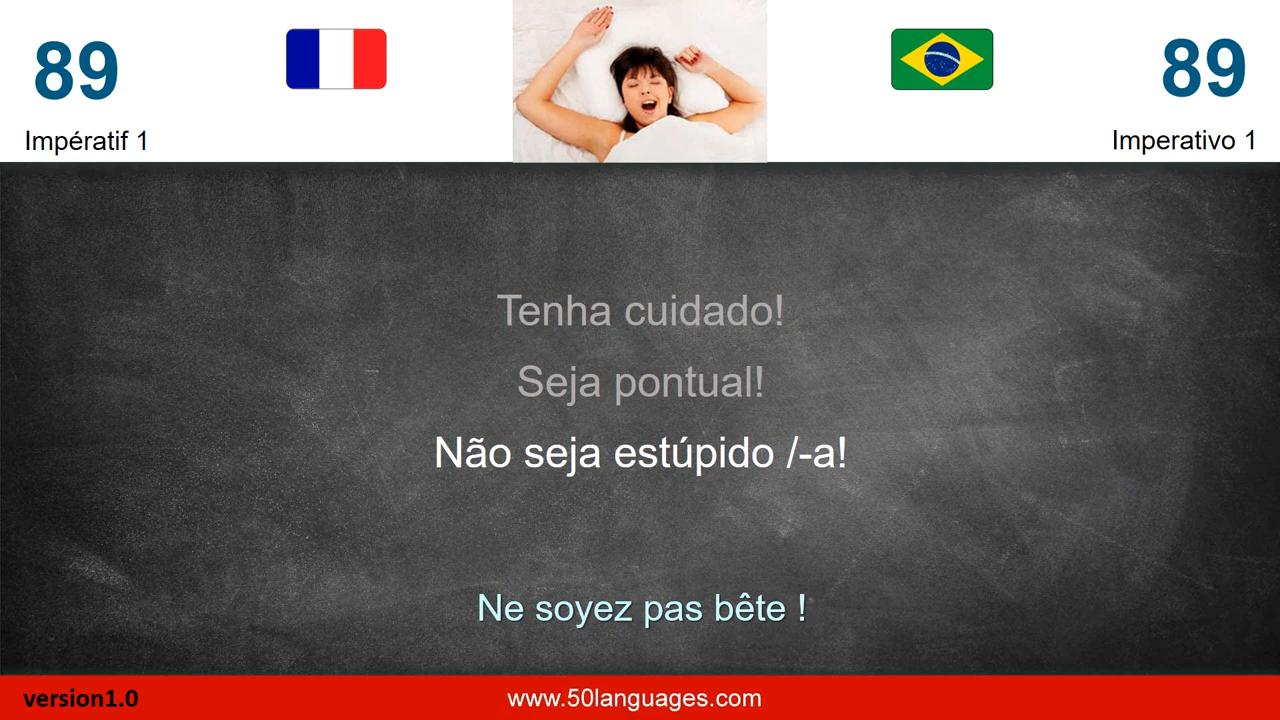 89
89
Impératif 1
Imperativo 1
Tenha cuidado!
Seja pontual!
Não seja estúpido /-a!
Ne soyez pas bête !
version1.0
www.50languages.com